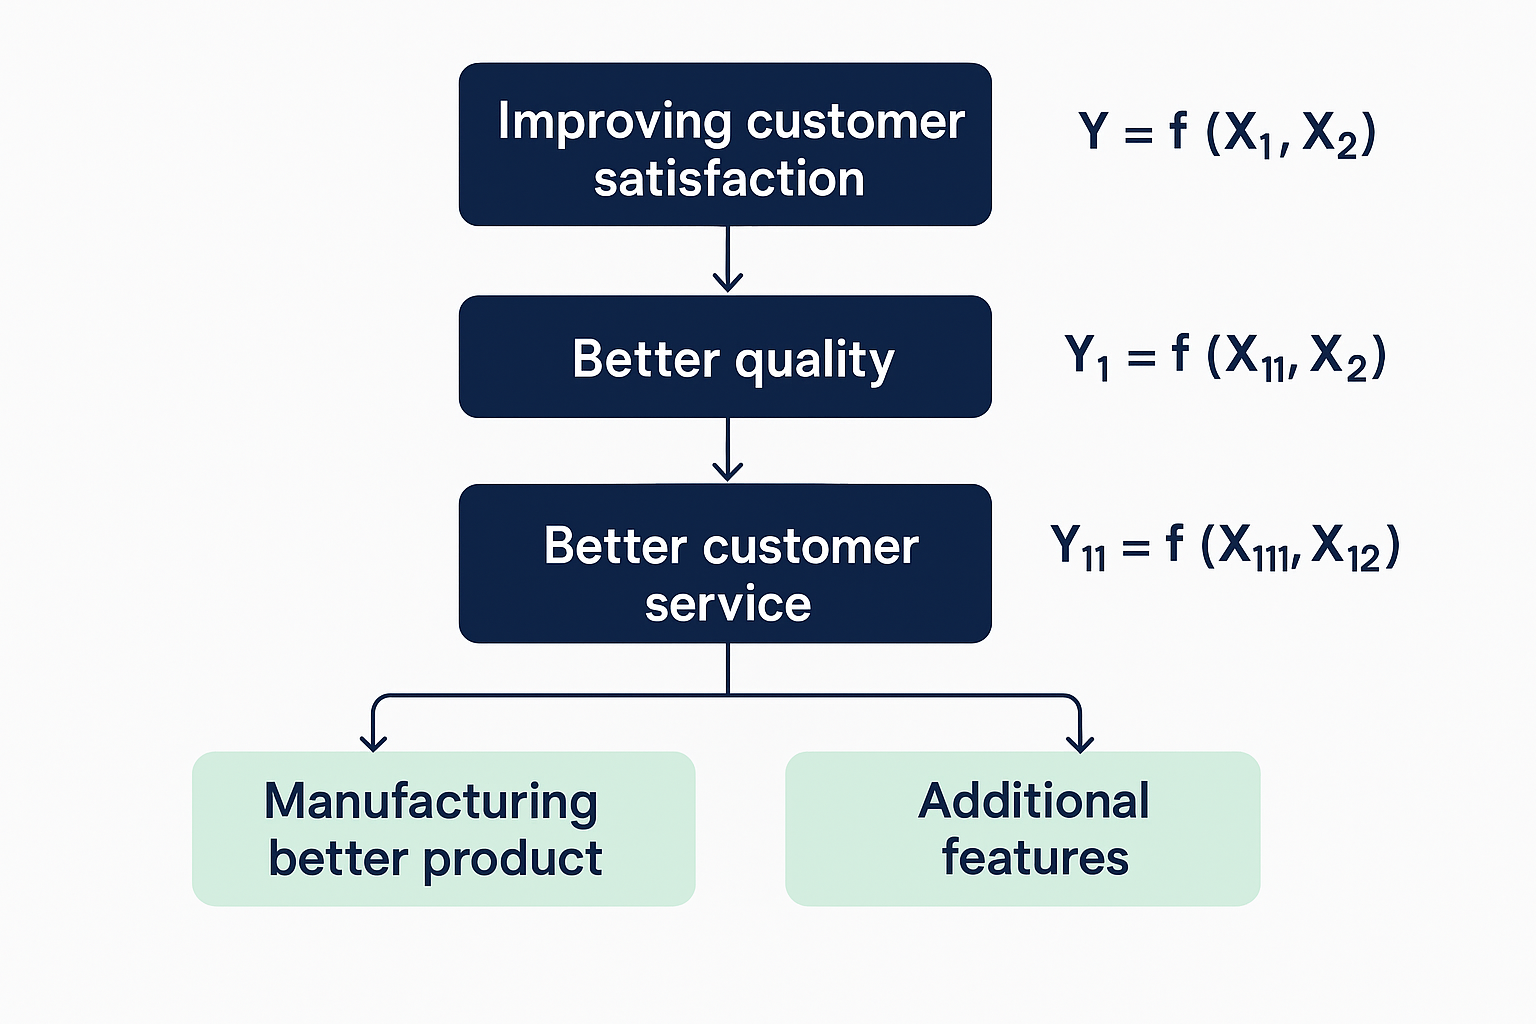 Improving customer
satisfaction
Y = f (X₁, X₂)
Better quality
Y₁ = f (X₁₁, X₂)
Better customer
service
Y₁₁ = f (X₁₁₁, X₁₂)
Manufacturing
better product
Additional
features